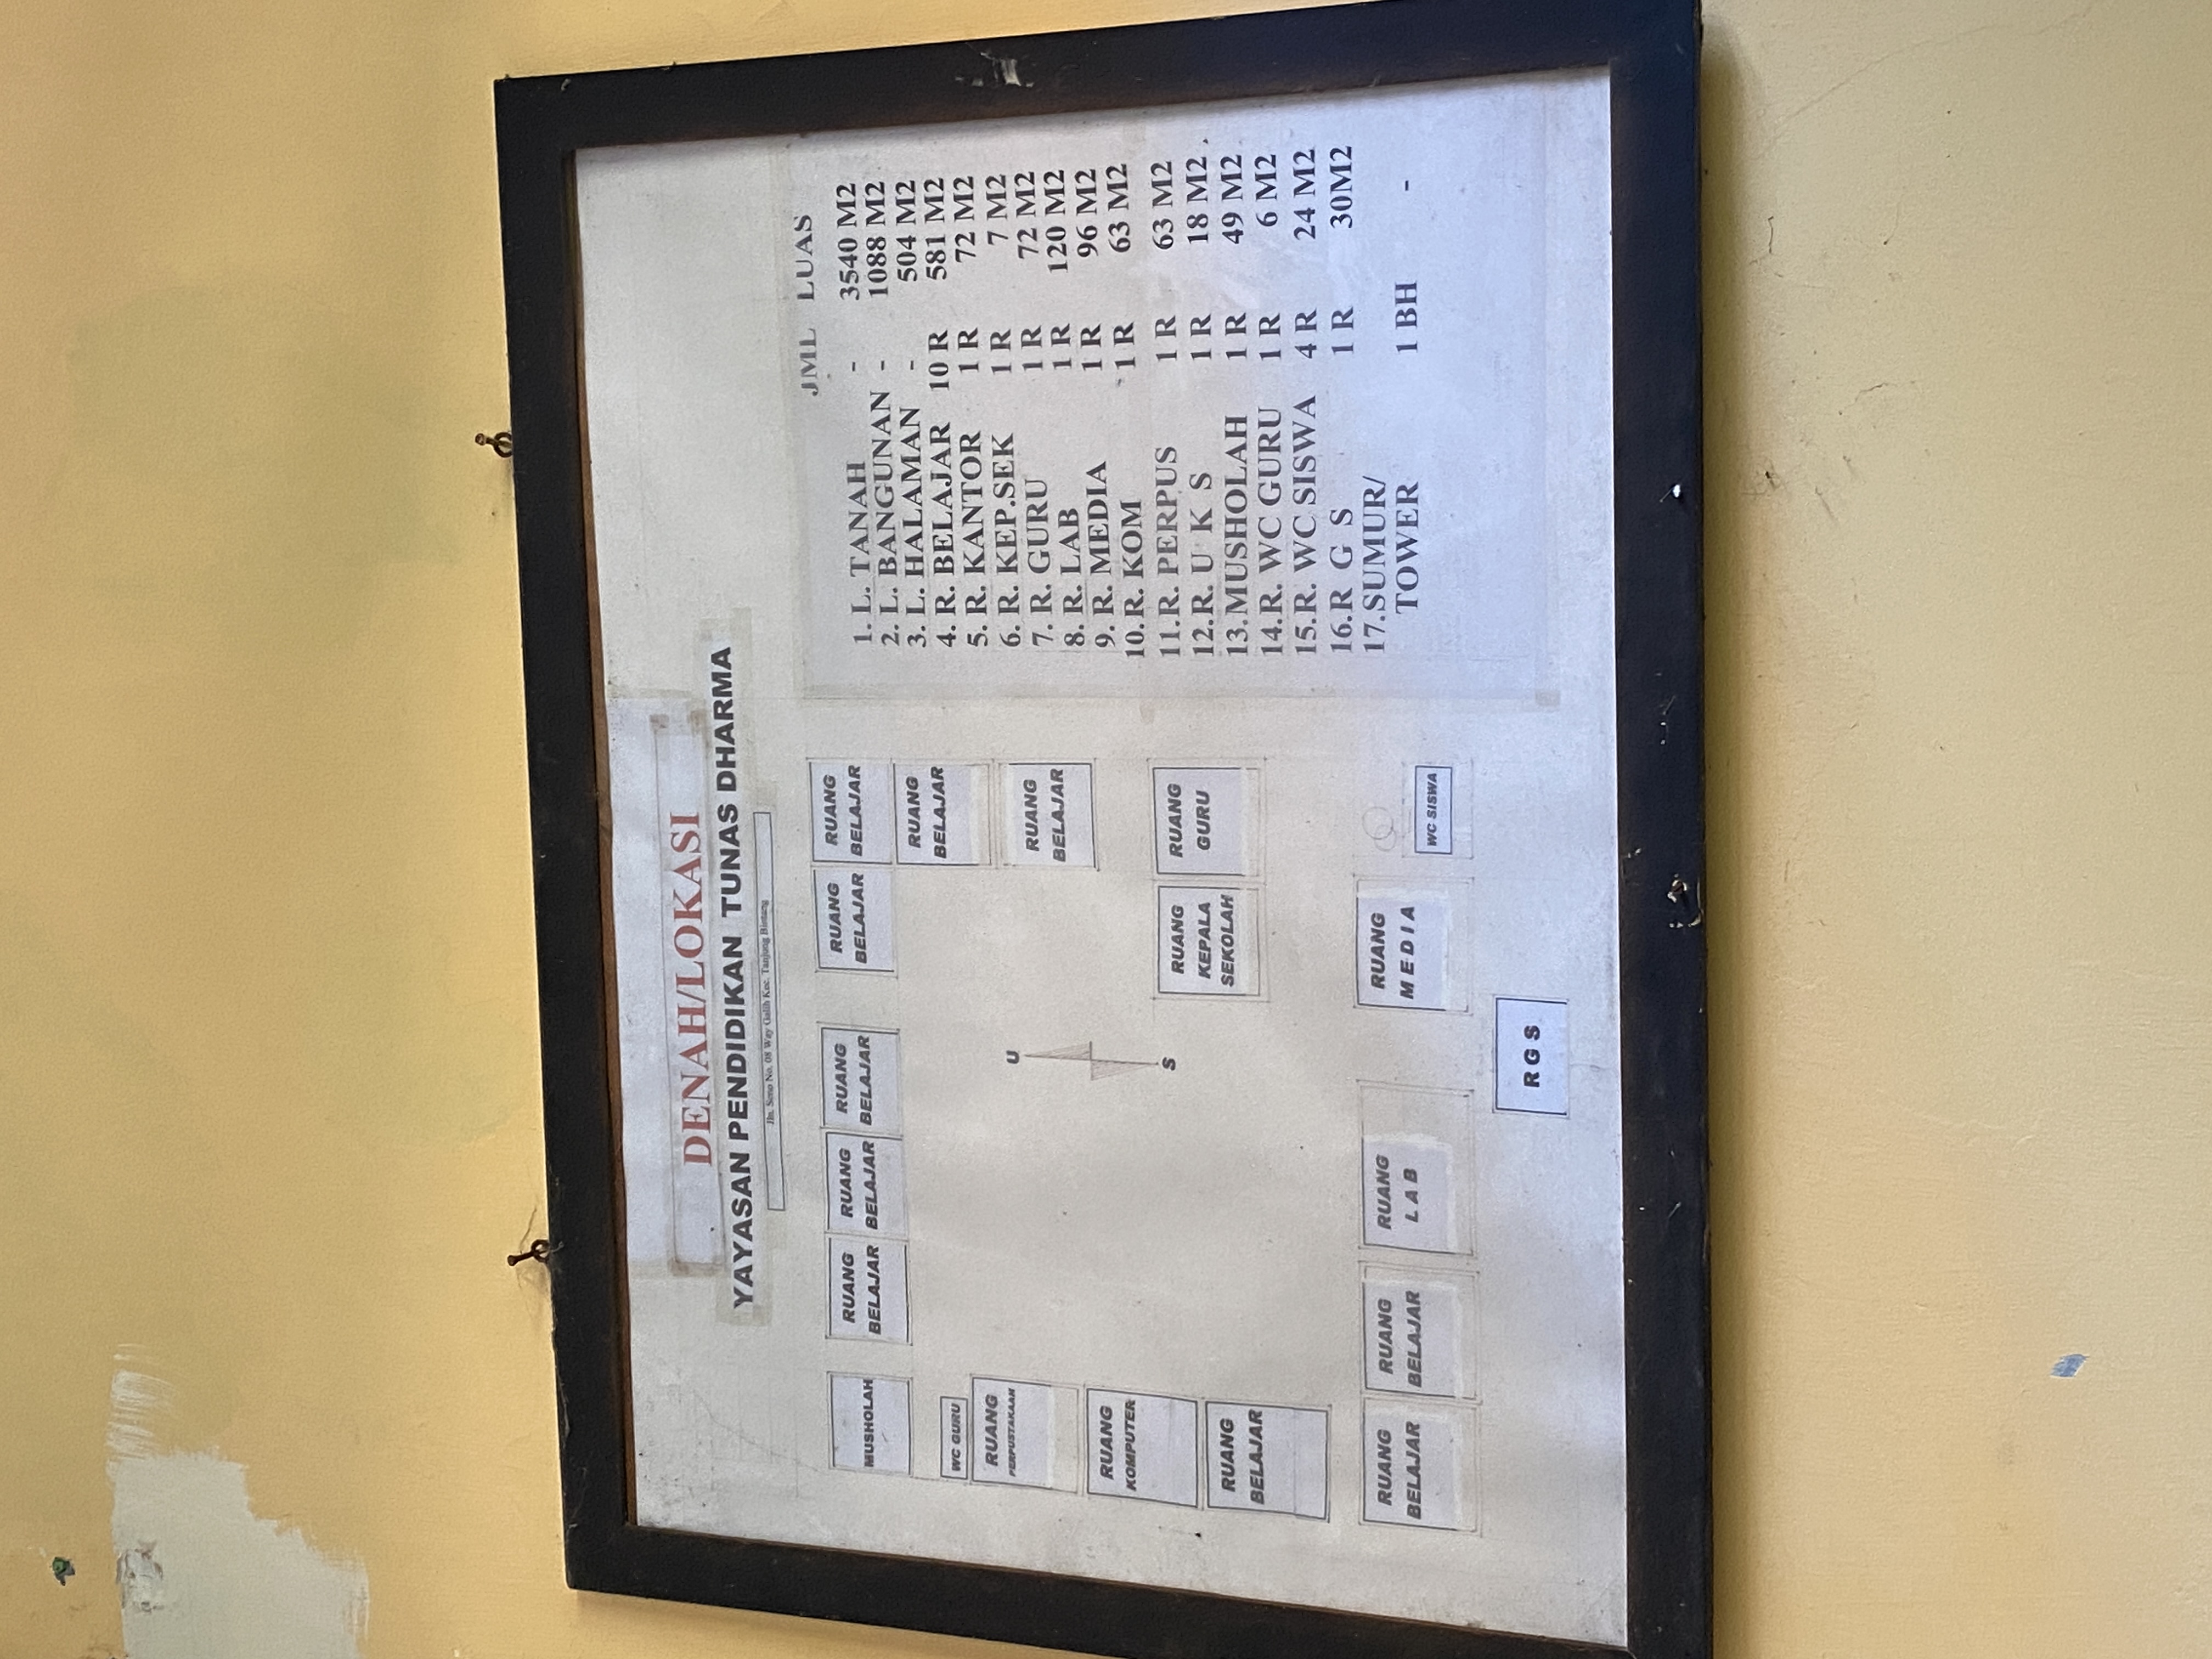 DENAH/LOKASI
YAYASAN PENDIDIKAN TUNAS DHARMA
Jln. Seno No. 08 Way Galih Kec. Tanjung Bintang
MUSHOLAH
RUANG
BELAJAR
RUANG
BELAJAR
RUANG
BELAJAR
RUANG
BELAJAR
RUANG
BELAJAR
RUANG
BELAJAR
RUANG
BELAJAR
WC GURU
RUANG
PERPUSTAKAAN
RUANG
KOMPUTER
RUANG
BELAJAR
U
S
RUANG
KEPALA
SEKOLAH
RUANG
GURU
RUANG
BELAJAR
RUANG
BELAJAR
RUANG
L A B
RUANG
M E D I A
WC SISWA
R G S
JML LUAS
1. L. TANAH - 3540 M2
2. L. BANGUNAN - 1088 M2
3. L. HALAMAN - 504 M2
4. R. BELAJAR 10 R 581 M2
5. R. KANTOR 1 R 72 M2
6. R. KEP.SEK 1 R 7 M2
7. R. GURU 1 R 72 M2
8. R. LAB 1 R 120 M2
9. R. MEDIA 1 R 96 M2
10. R. KOM 1 R 63 M2
11. R. PERPUS 1 R 63 M2
12. R. U K S 1 R 18 M2
13. MUSHOLAH 1 R 49 M2
14. R. WC GURU 1 R 6 M2
15. R. WC SISWA 4 R 24 M2
16. R G S 1 R 30M2
17. SUMUR/
TOWER 1 BH -